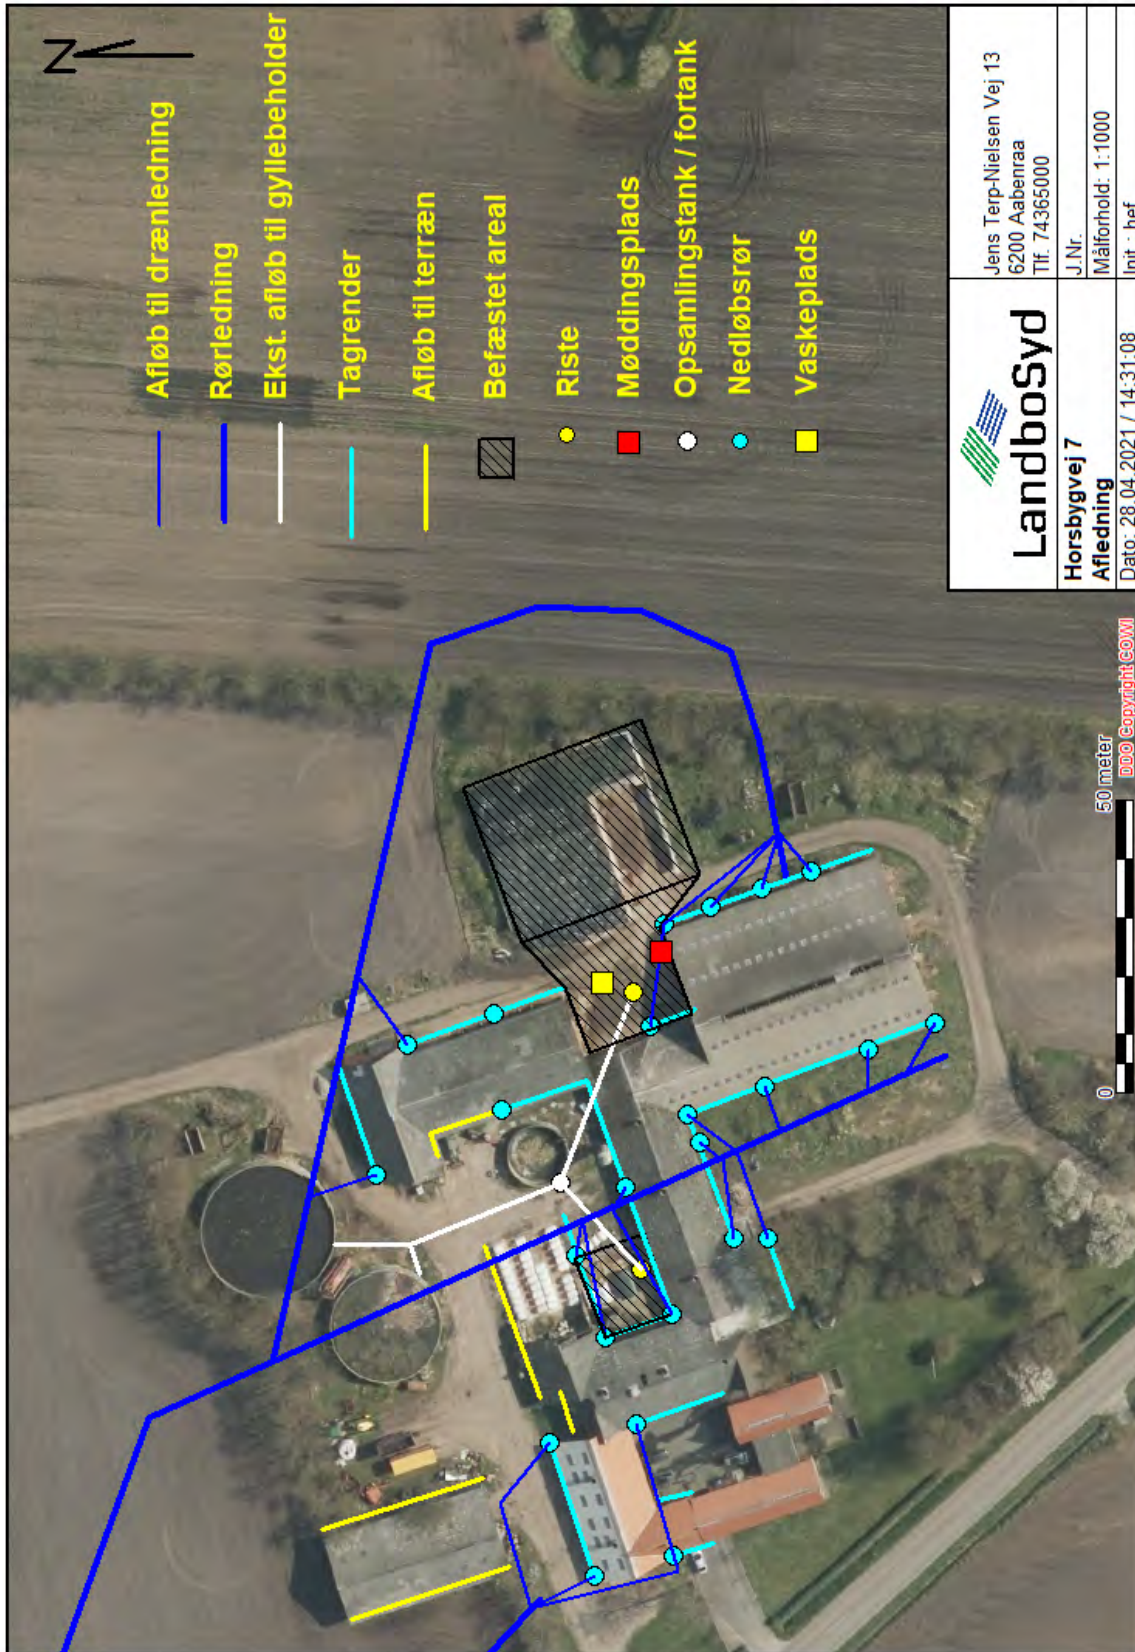 N
Afløb til drænledning
Rørledning
Ekst. afløb til gyllebeholder
Tagrender
Afløb til terræn
Befæstet areal
Riste
Møddingsplads
Opsamlingstank / fortank
Nedløbsrør
Vaskeplads
LandboSyd
Jens Terp-Nielsen Vej 13
6200 Aabenraa
Tlf. 74365000
Horsbygvej 7
Afledning
Dato: 28.04.2021 / 14:31:08
J.Nr.
Målforhold: 1:1000
Init.: hef
0
50 meter
DDO Copyright COWI